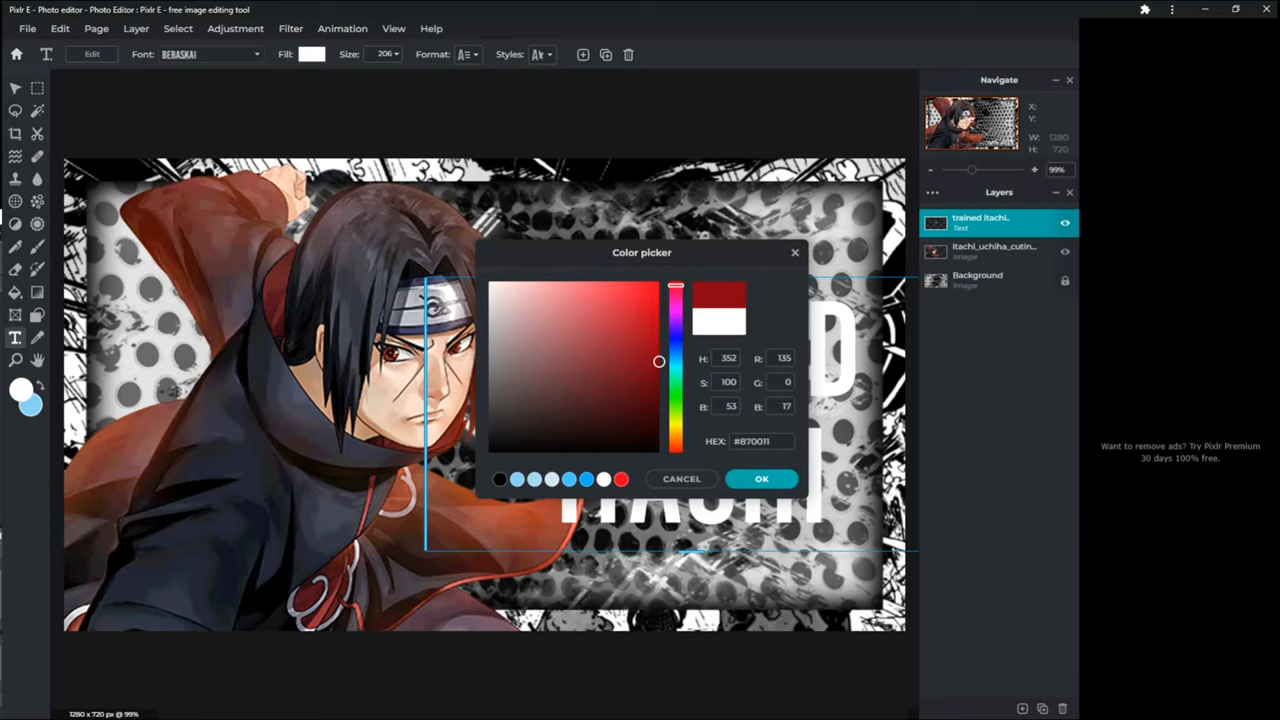 Pixlr E - Photo editor - Photo Editor : Pixlr E - free image editing tool
File Edit Page Layer Select Adjustment Filter Animation View Help
Edit Font: BEBASKAI Fill: Size: 206 Format: Styles:
Navigate
X:
Y:
W: 1280
H: 720
- + 99%
Layers
trained itachi..
Text
itachi_uchiha_cutin...
Image
Background
Image
Color picker
H: 352 R: 135
S: 100 G: 0
B: 53 B: 17
HEX: #870011
CANCEL OK
D
ITACHI
Want to remove ads? Try Pixlr Premium
30 days 100% free.
1280 x 720 px @ 99%